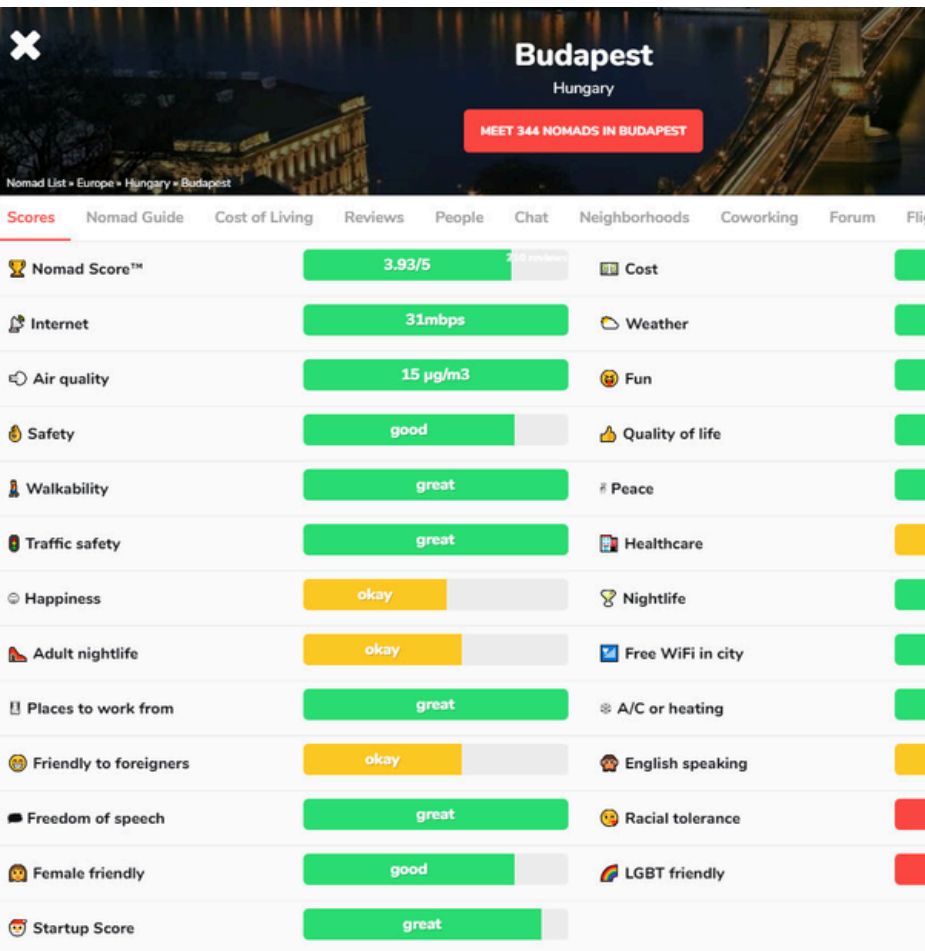 Budapest
Hungary
MEET 344 NOMADS IN BUDAPEST
Nomad List » Europe » Hungary » Budapest
Scores Nomad Guide Cost of Living Reviews People Chat Neighborhoods Coworking Forum Fli
🏆 Nomad Score™ 3.93/5 210 reviews 💵 Cost
📡 Internet 31mbps 🌤 Weather
💨 Air quality 15 µg/m3 😝 Fun
👌 Safety good 👍 Quality of life
🚶 Walkability great ✌ Peace
🚦 Traffic safety great 🏥 Healthcare
☺ Happiness okay 🍸 Nightlife
👠 Adult nightlife okay 📶 Free WiFi in city
Places to work from great ❄ A/C or heating
😁 Friendly to foreigners okay 🙊 English speaking
Freedom of speech great 😘 Racial tolerance
👩 Female friendly good 🌈 LGBT friendly
Startup Score great